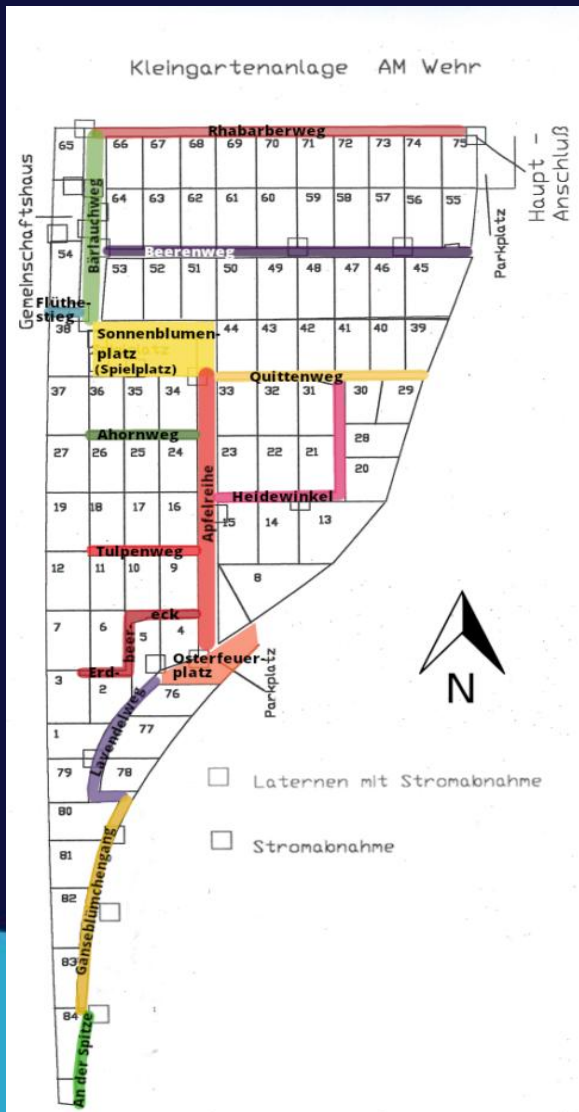 Kleingartenanlage AM Wehr
Rhabarberweg
65 66 67 68 69 70 71 72 73 74 75
Haupt -
Anschluß
Parkplatz
Gemeinschaftshaus
Bärlauchweg
64 63 62 61 60 59 58 57 56 55
Beerenweg
54 53 52 51 50 49 48 47 46 45
Flüthe-
stieg
38
Sonnenblumen-
platz
(Spielplatz)
44 43 42 41 40 39
Quittenweg
37 36 35 34 33 32 31 30 29
Ahornweg
28
27 26 25 24 23 22 21
20
Apfelreihe
Heidewinkel
19 18 17 16 15 14 13
Tulpenweg
12 11 10 9 8
Erd-
beer-
eck
7 6 5 4
Osterfeuer-
platz
Parkplatz
3 2 76
Lavendelweg
1 77
79 78
80
Gänseblümchengang
81
82
83
84
An der Spitze
N
Laternen mit Stromabnahme
Stromabnahme